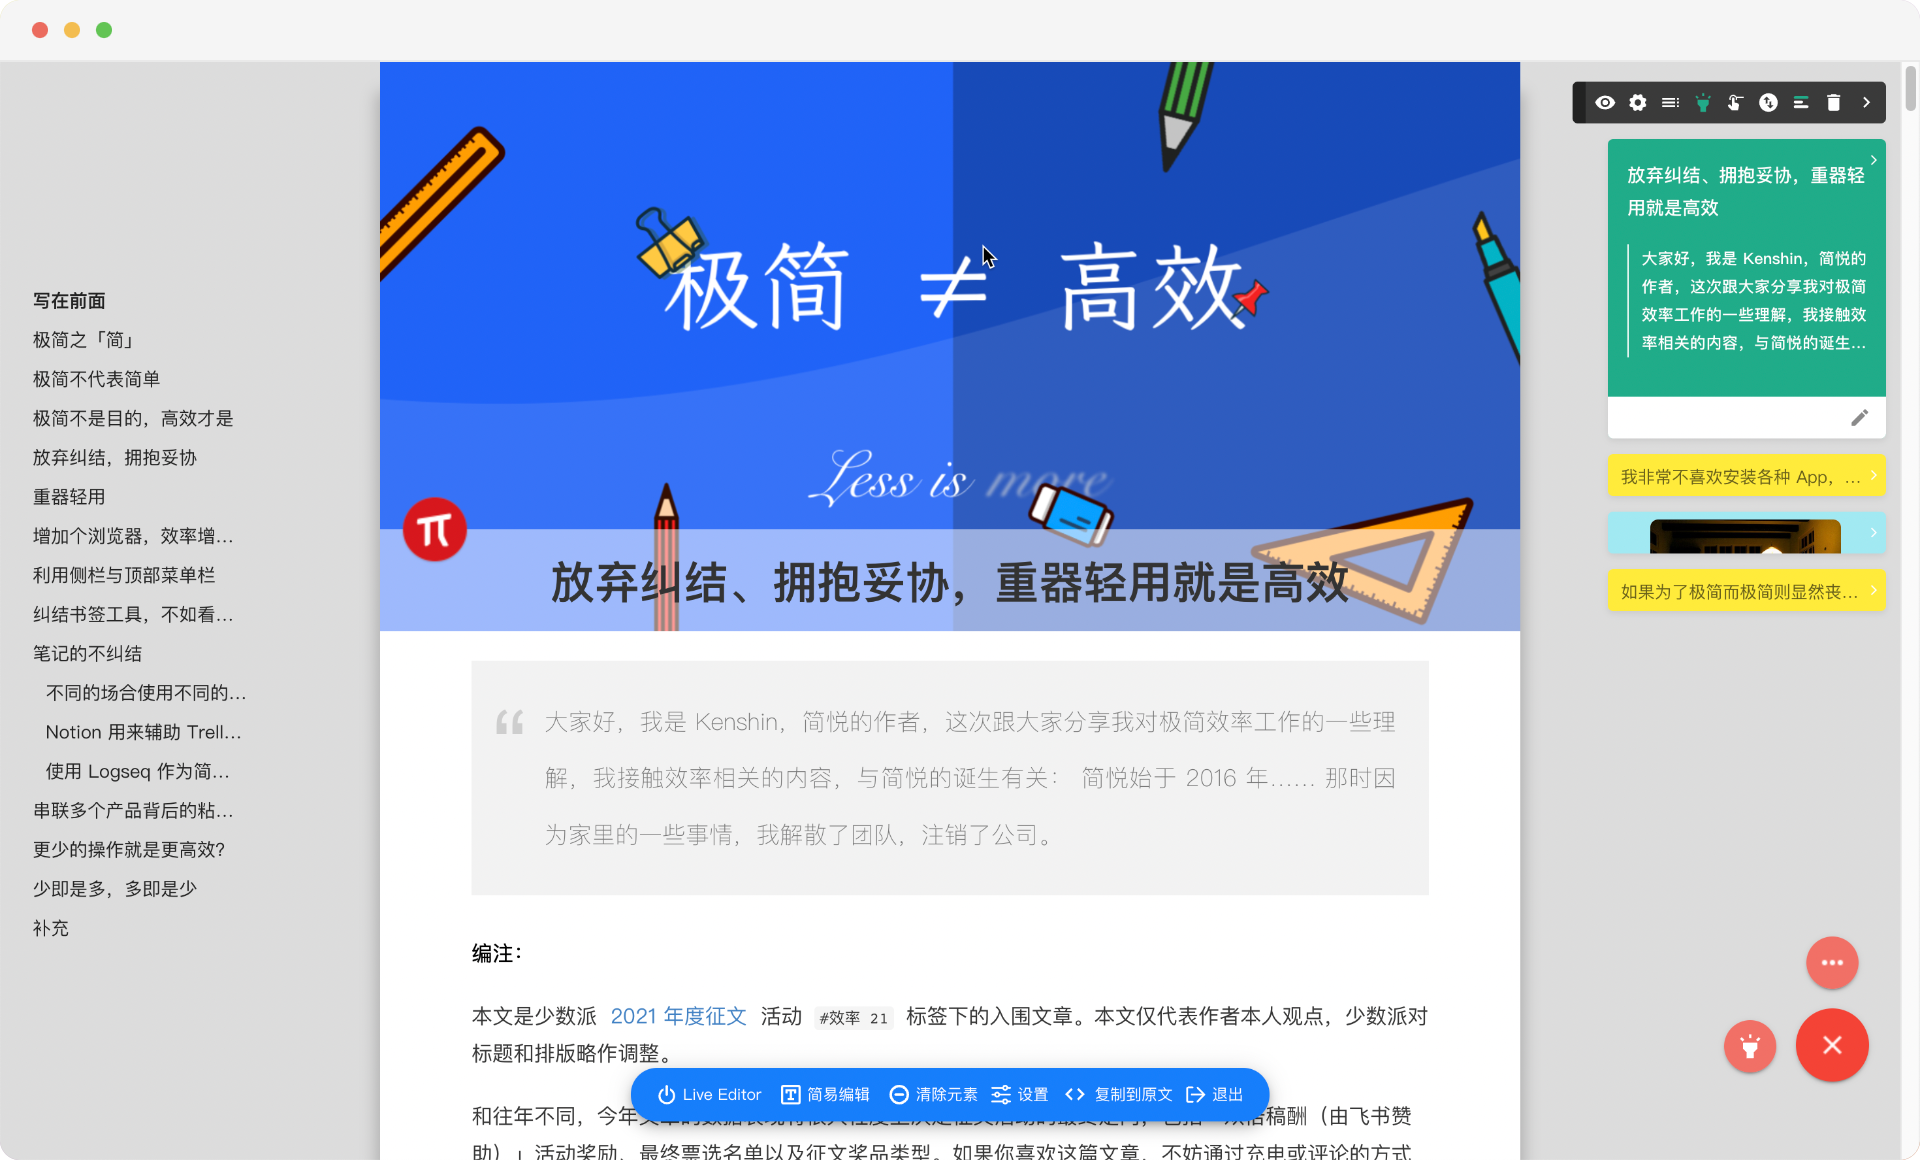 写在前面
极简之「简」
极简不代表简单
极简不是目的，高效才是
放弃纠结，拥抱妥协
重器轻用
增加个浏览器，效率增…
利用侧栏与顶部菜单栏
纠结书签工具，不如看…
笔记的不纠结
不同的场合使用不同的…
Notion 用来辅助 Trell…
使用 Logseq 作为简…
串联多个产品背后的粘…
更少的操作就是更高效?
少即是多，多即是少
补充
极简 ≠ 高效
Less is more
放弃纠结、拥抱妥协，重器轻用就是高效
大家好，我是 Kenshin，简悦的作者，这次跟大家分享我对极简效率工作的一些理
解，我接触效率相关的内容，与简悦的诞生有关： 简悦始于 2016 年…… 那时因
为家里的一些事情，我解散了团队，注销了公司。
编注：
本文是少数派 2021 年度征文 活动 #效率 21 标签下的入围文章。本文仅代表作者本人观点，少数派对
标题和排版略作调整。
和往年不同，今年
稿酬（由飞书赞
助）」活动奖励、最终票选名单以及征文奖品类型。如果你喜欢这篇文章，不妨通过充电或评论的方式
Live Editor 简易编辑 清除元素 设置 复制到原文 退出
放弃纠结、拥抱妥协，重器轻
用就是高效
大家好，我是 Kenshin，简悦的
作者，这次跟大家分享我对极简
效率工作的一些理解，我接触效
率相关的内容，与简悦的诞生…
我非常不喜欢安装各种 App，…
如果为了极简而极简则显然丧…